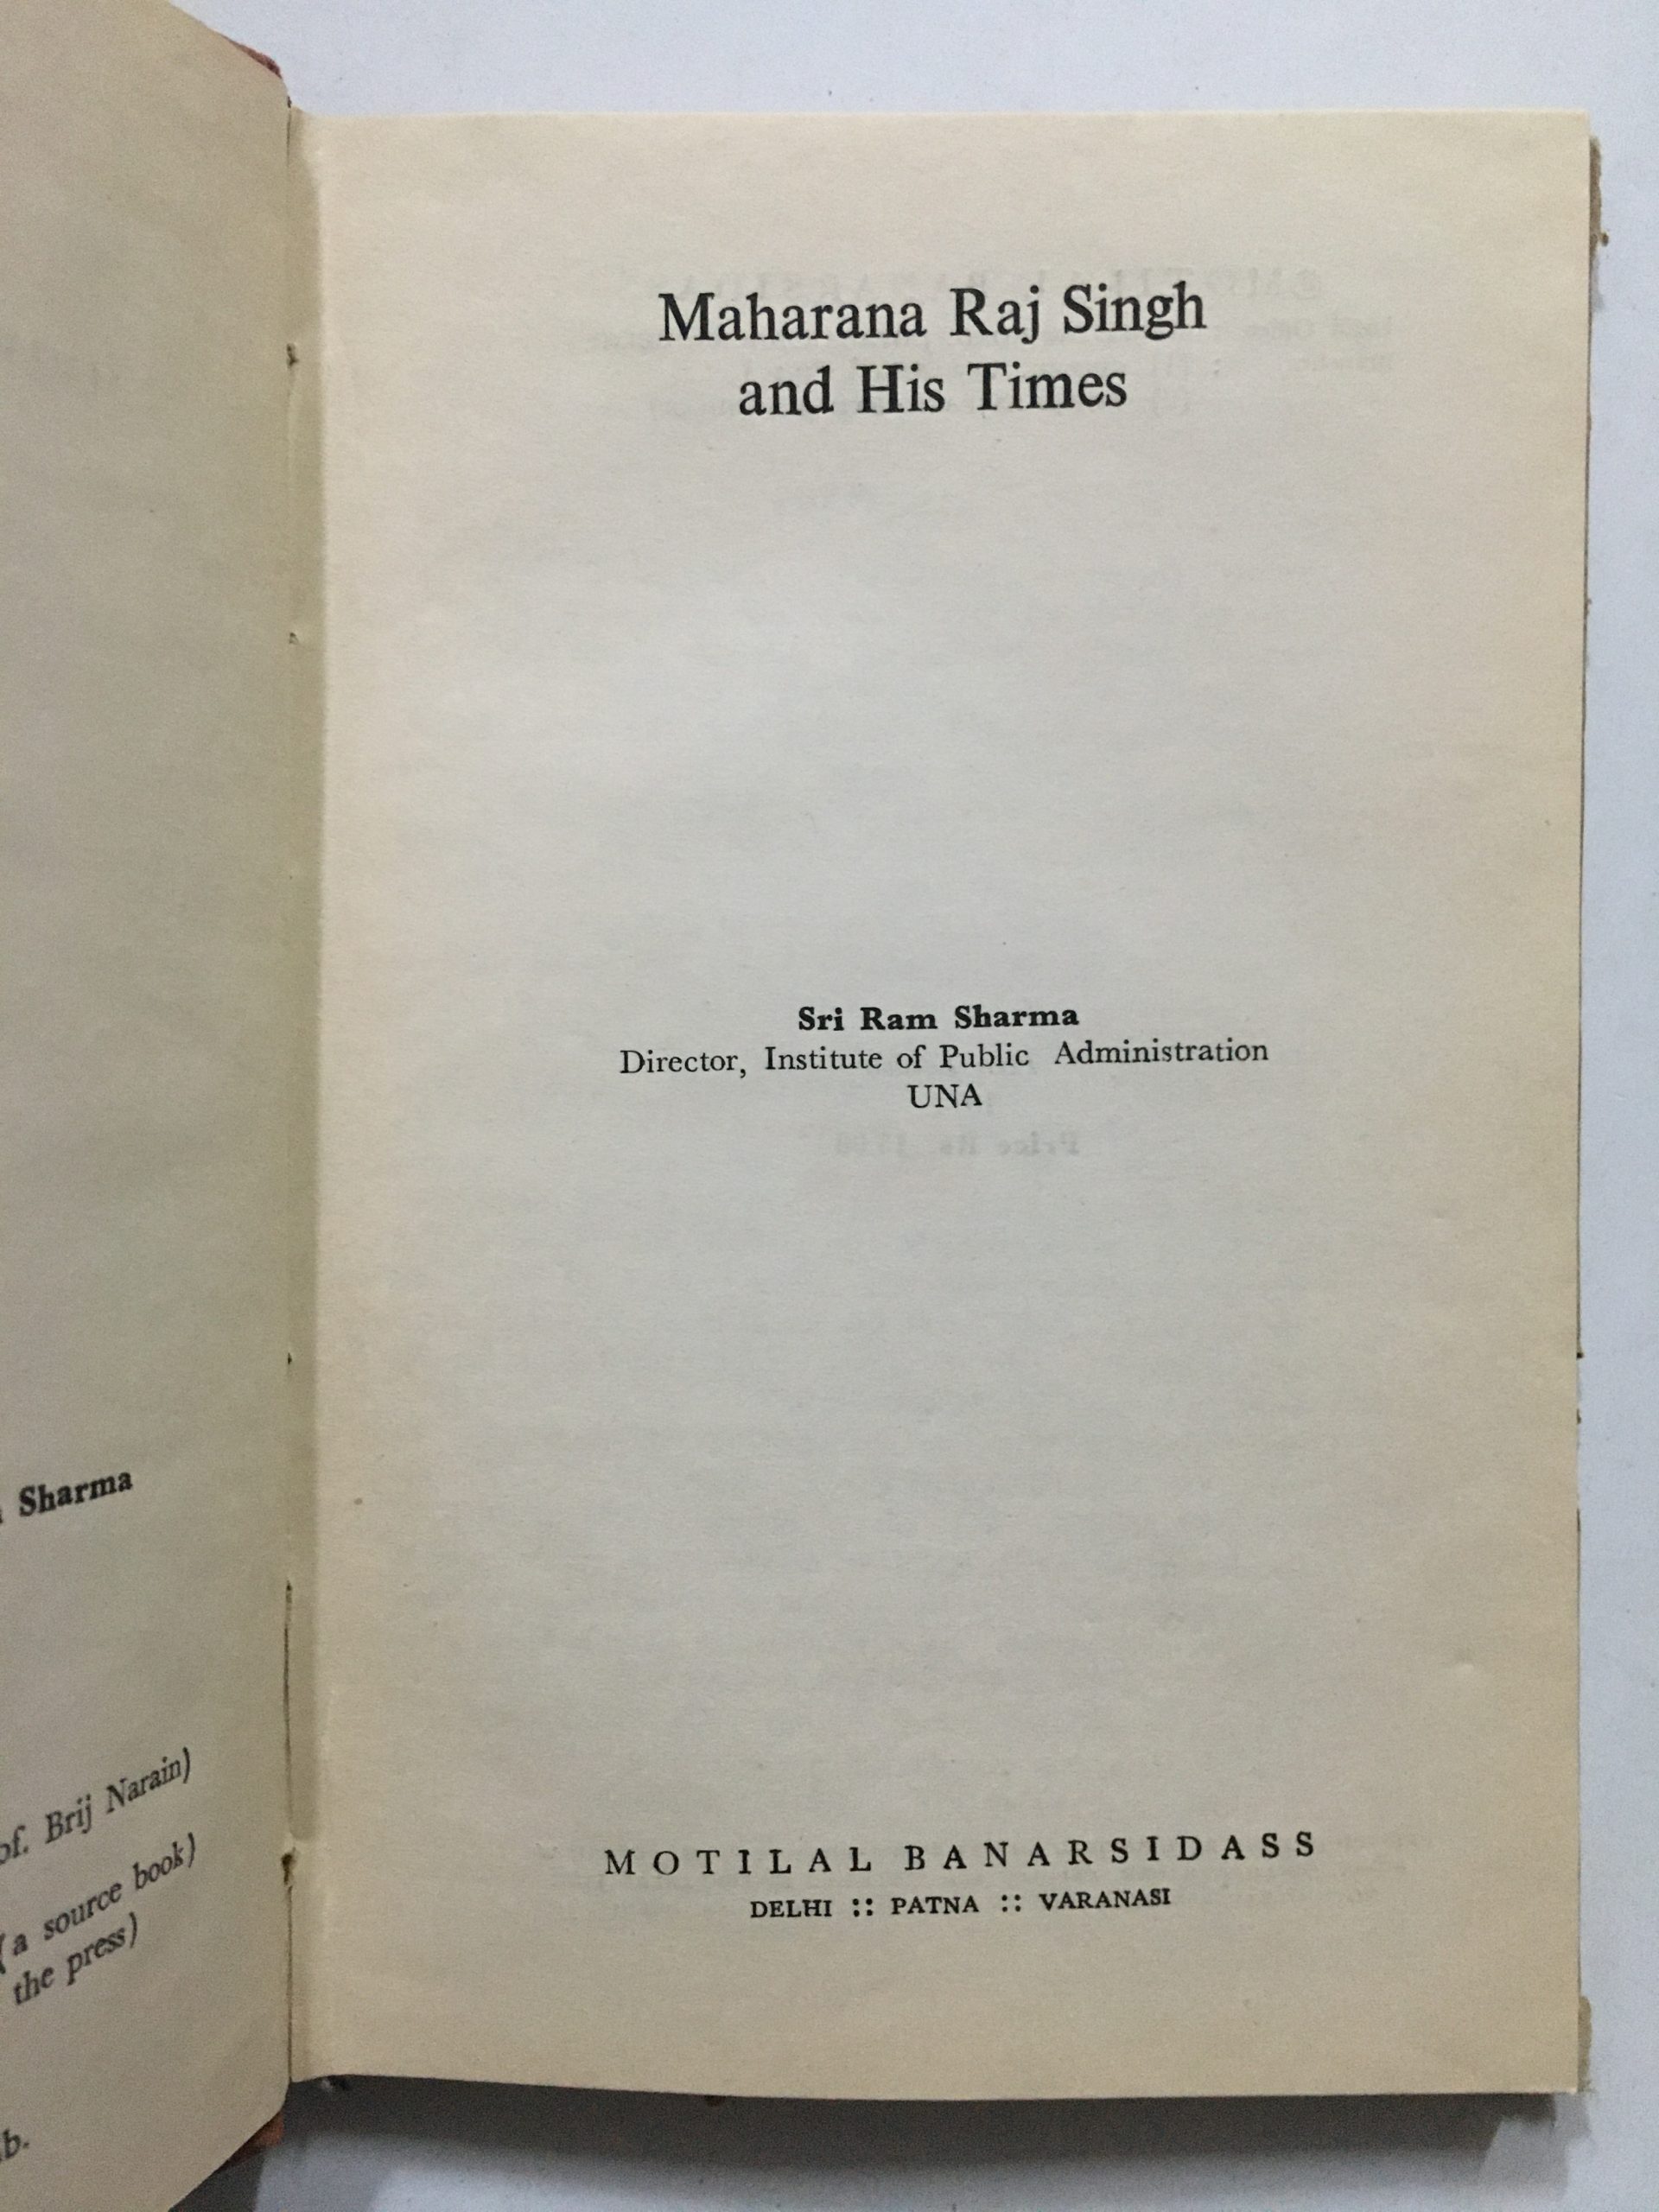 Sharma
of. Brij Narain)
(a source book)
the press)
b.
Maharana Raj Singh
and His Times
Sri Ram Sharma
Director, Institute of Public Administration
UNA
MOTILAL BANARSIDASS
DELHI :: PATNA :: VARANASI